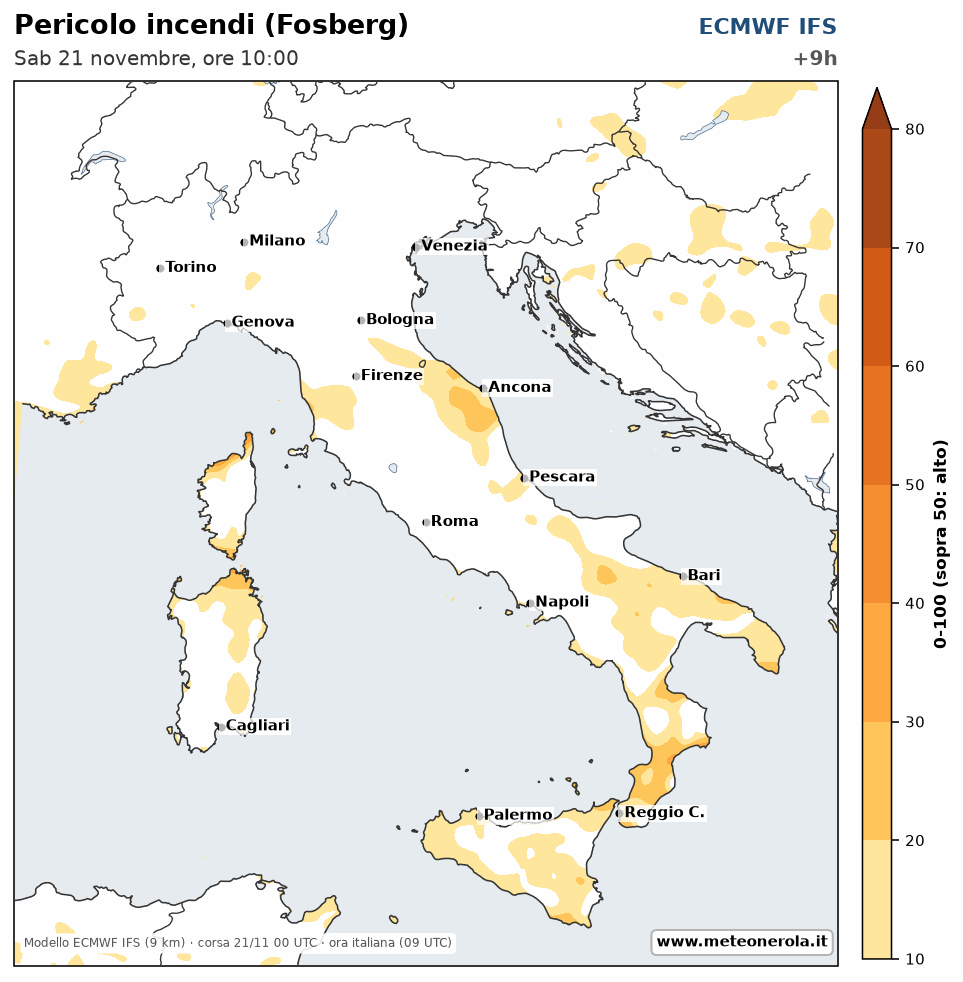 Pericolo incendi (Fosberg)
ECMWF IFS
Sab 21 novembre, ore 10:00
+9h
Milano
Venezia
Torino
Genova
Bologna
Firenze
Ancona
Pescara
Roma
Bari
Napoli
Cagliari
Palermo
Reggio C.
80
70
60
50
40
30
20
10
0-100 (sopra 50: alto)
Modello ECMWF IFS (9 km) · corsa 21/11 00 UTC · ora italiana (09 UTC)
www.meteonerola.it